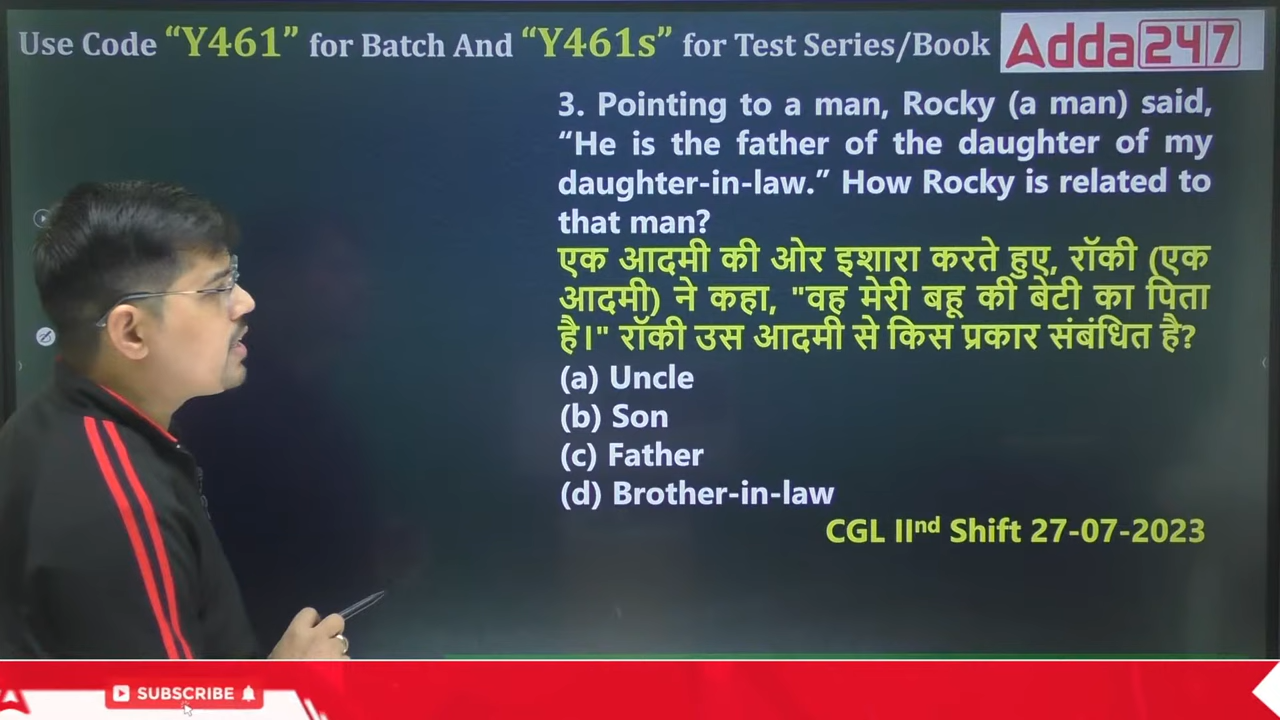 Use Code “Y461” for Batch And “Y461s” for Test Series/Book
Adda247
3. Pointing to a man, Rocky (a man) said,
“He is the father of the daughter of my
daughter-in-law.” How Rocky is related to
that man?
एक आदमी की ओर इशारा करते हुए, रॉकी (एक
आदमी) ने कहा, "वह मेरी बहू की बेटी का पिता
है।" रॉकी उस आदमी से किस प्रकार संबंधित है?
(a) Uncle
(b) Son
(c) Father
(d) Brother-in-law
CGL IInd Shift 27-07-2023
SUBSCRIBE